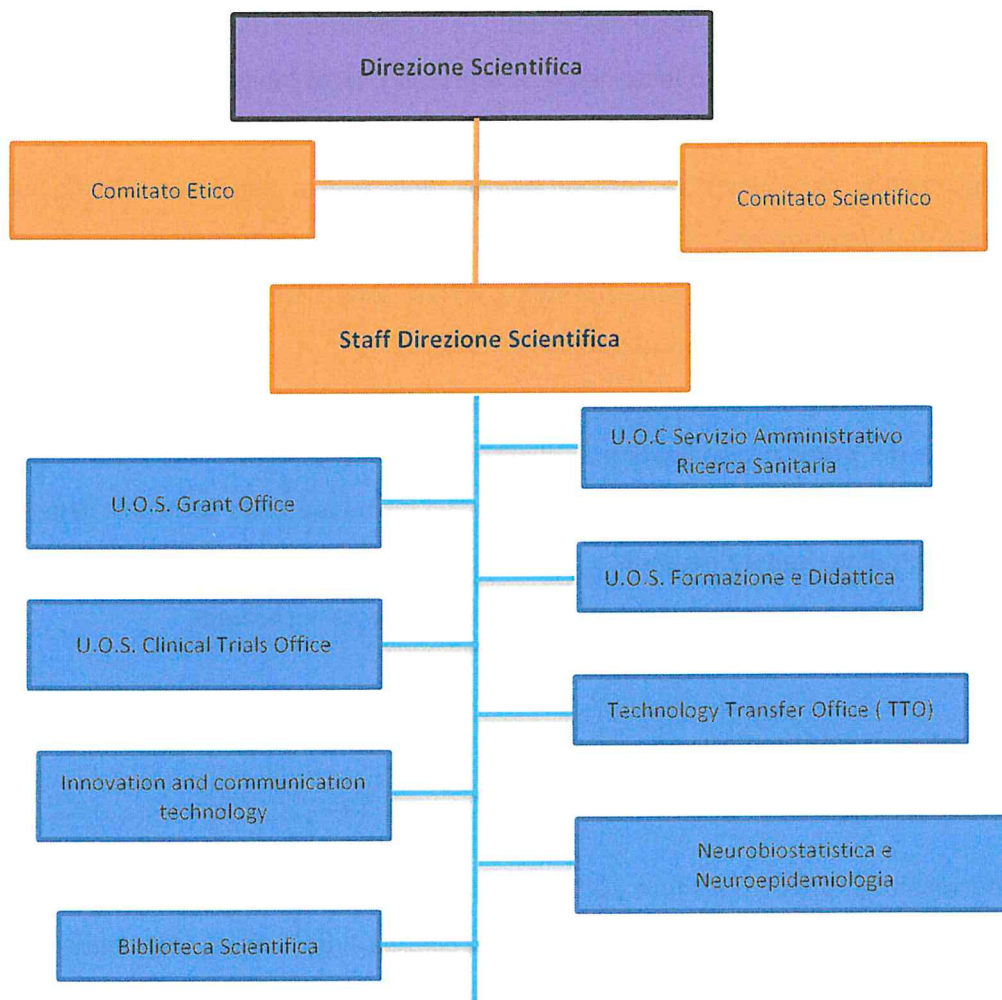 Direzione Scientifica
Comitato Etico
Comitato Scientifico
Staff Direzione Scientifica
U.O.C Servizio Amministrativo
Ricerca Sanitaria
U.O.S. Grant Office
U.O.S. Formazione e Didattica
U.O.S. Clinical Trials Office
Technology Transfer Office ( TTO)
Innovation and communication
technology
Neurobiostatistica e
Neuroepidemiologia
Biblioteca Scientifica